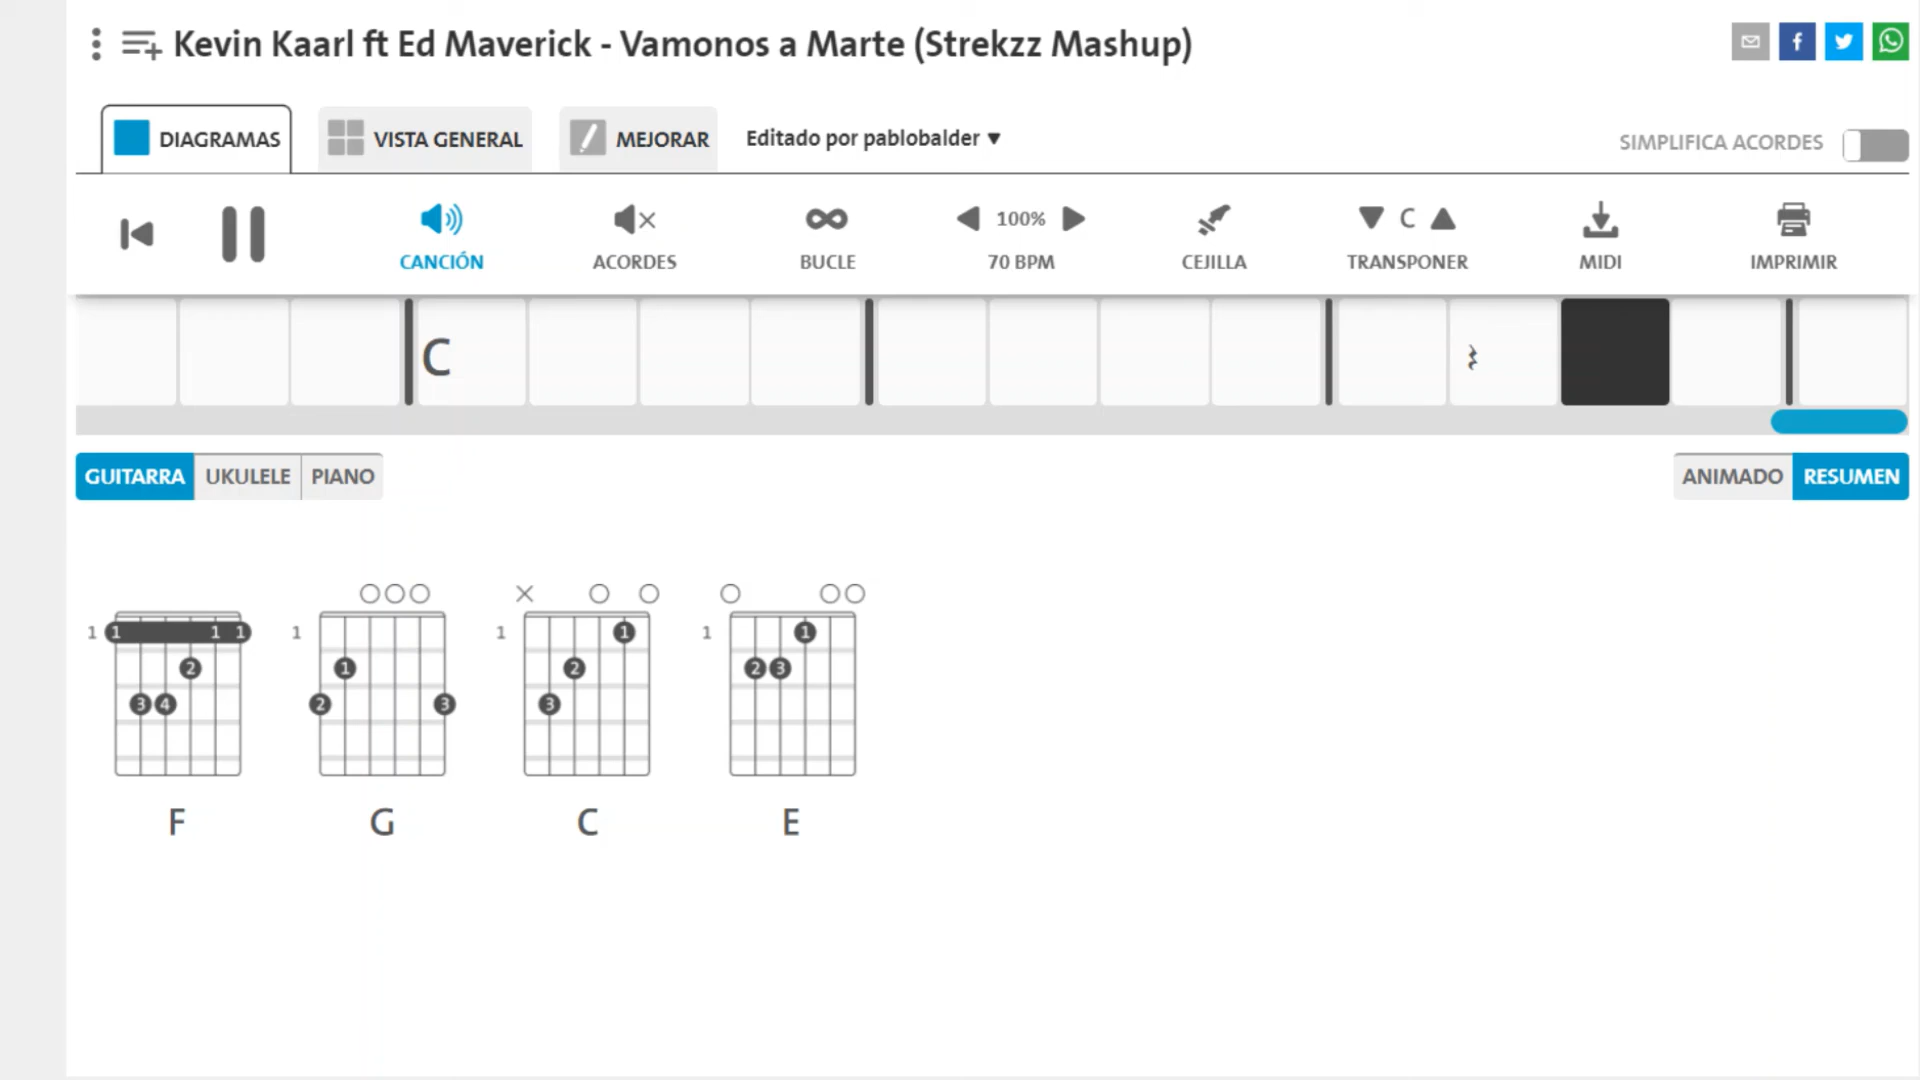 Kevin Kaarl ft Ed Maverick - Vamonos a Marte (Strekzz Mashup)
DIAGRAMAS
VISTA GENERAL
MEJORAR
Editado por pablobalder ▼
SIMPLIFICA ACORDES
100%
C
CANCIÓN
ACORDES
BUCLE
70 BPM
CEJILLA
TRANSPONER
MIDI
IMPRIMIR
C
GUITARRA
UKULELE
PIANO
ANIMADO
RESUMEN
1 1 1 1
2
3 4
1
1
2 3
1
1
2
3
1
1
2 3
F
G
C
E